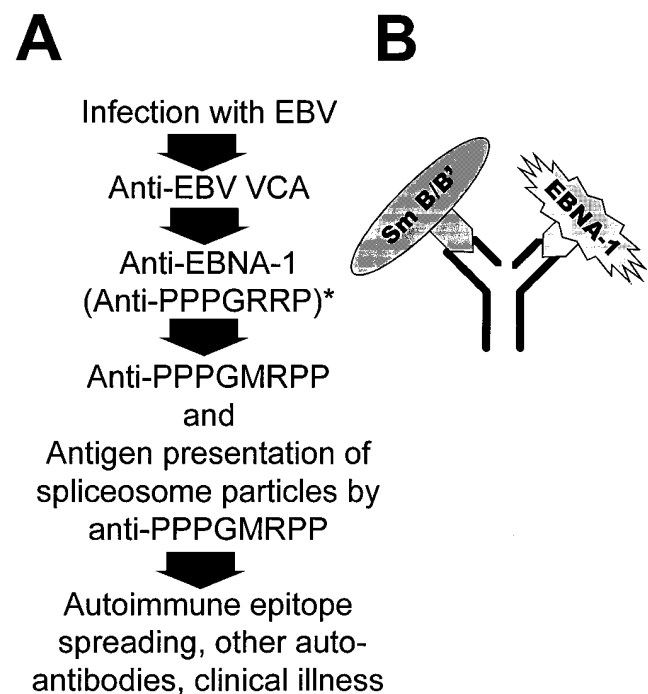 A
B
Infection with EBV
Anti-EBV VCA
Anti-EBNA-1
(Anti-PPPGRRP)*
Anti-PPPGMRPP
and
Antigen presentation of
spliceosome particles by
anti-PPPGMRPP
Autoimmune epitope
spreading, other auto-
antibodies, clinical illness
Sm B/B'
EBNA-1